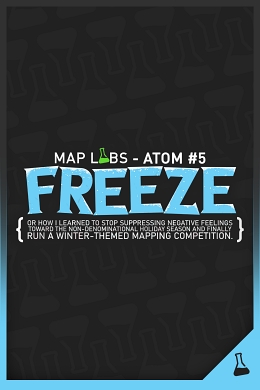 MAP LABS - ATOM #5
FREEZE
{ OR HOW I LEARNED TO STOP SUPPRESSING NEGATIVE FEELINGS
TOWARD THE NON-DENOMINATIONAL HOLIDAY SEASON AND FINALLY
RUN A WINTER-THEMED MAPPING COMPETITION. }